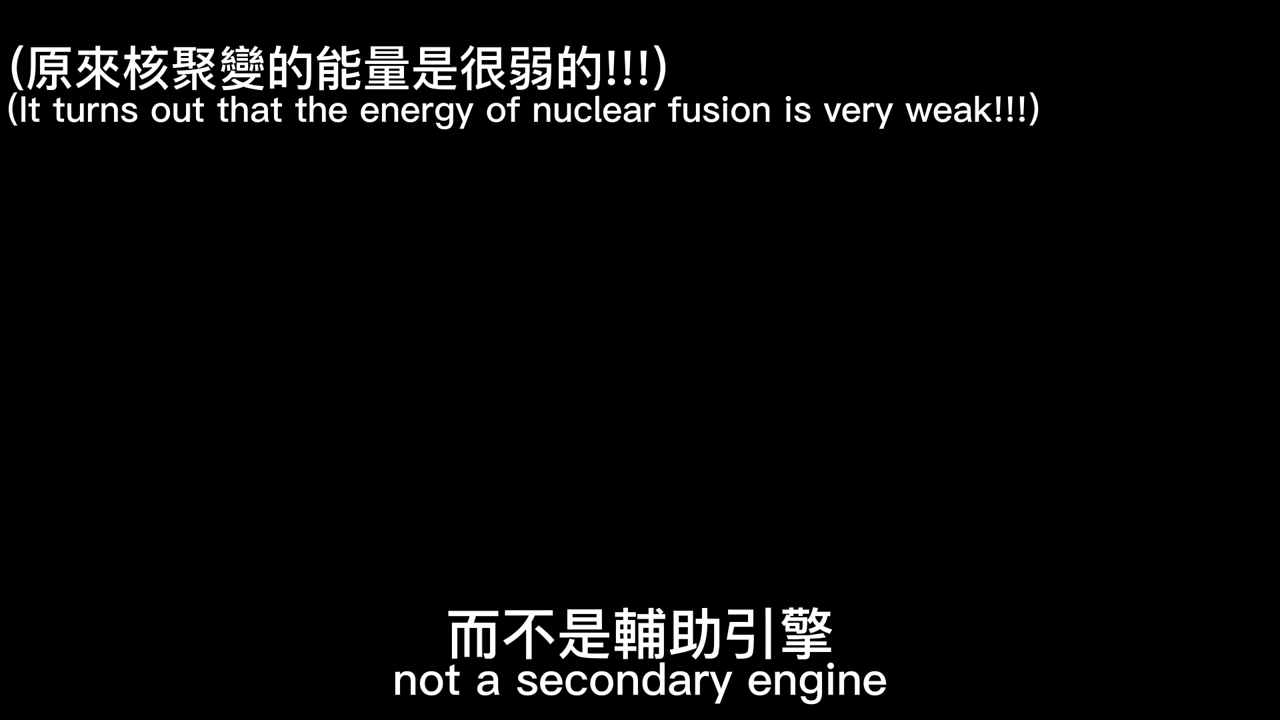 (原來核聚變的能量是很弱的!!!)
(It turns out that the energy of nuclear fusion is very weak!!!)
而不是輔助引擎
not a secondary engine